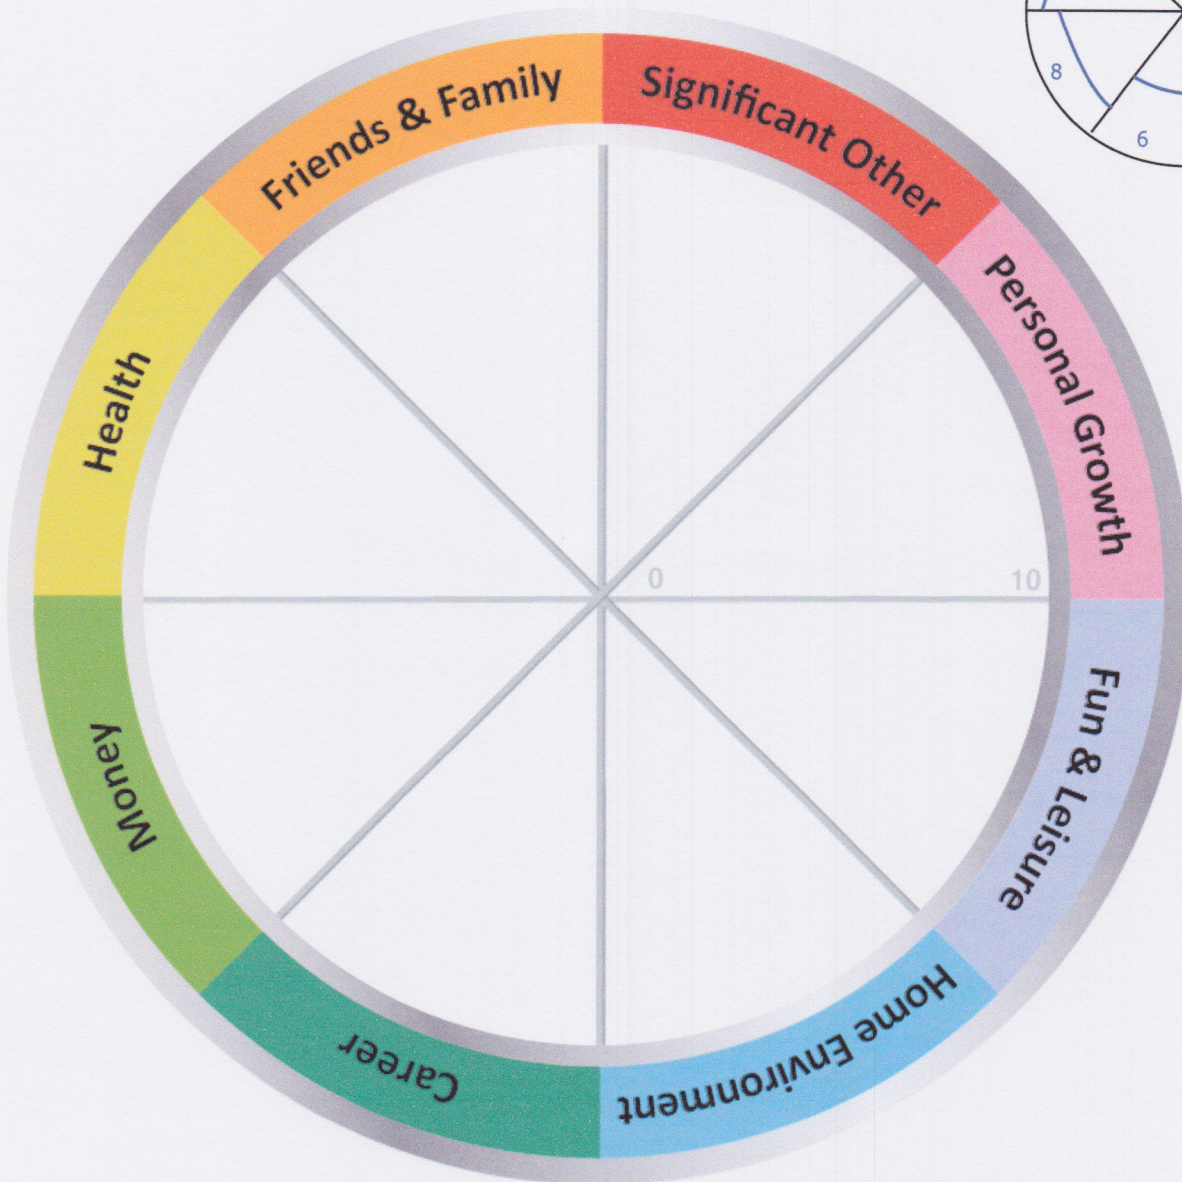 8
6
Significant Other
Personal Growth
Fun & Leisure
Home Environment
Career
Money
Health
Friends & Family
0
10